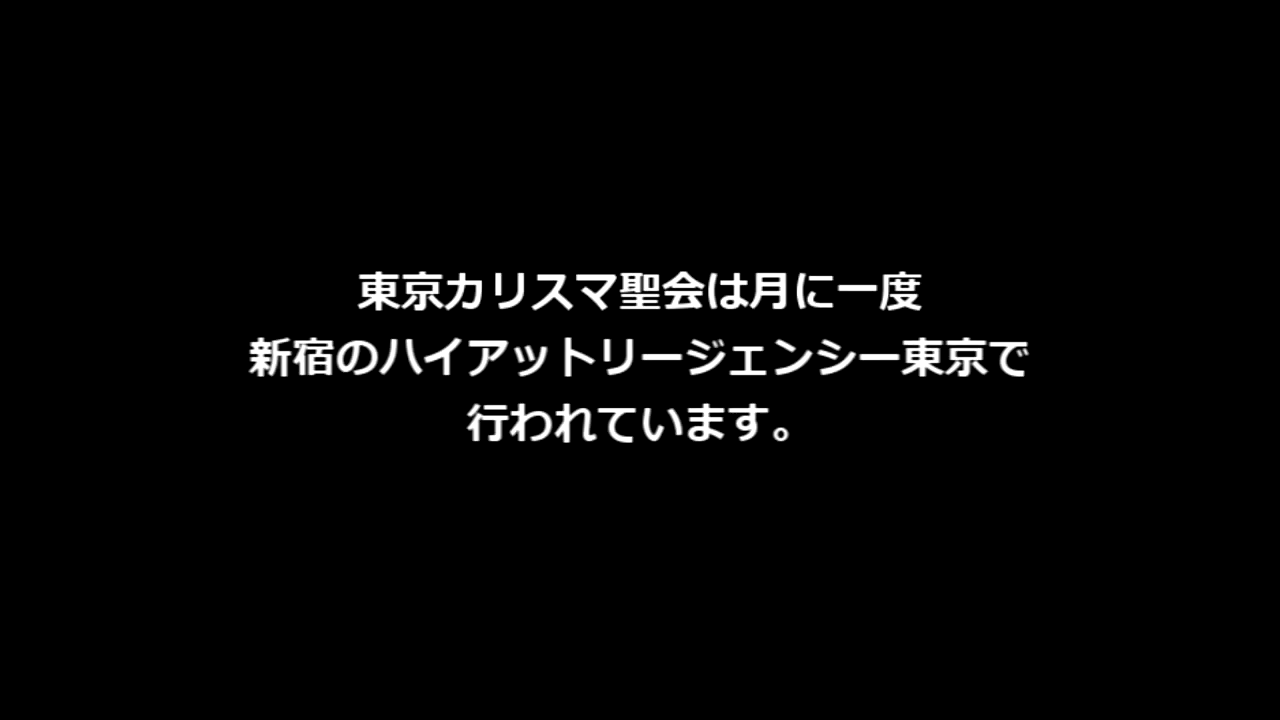 東京カリスマ聖会は月に一度
新宿のハイアットリージェンシー東京で
行われています。